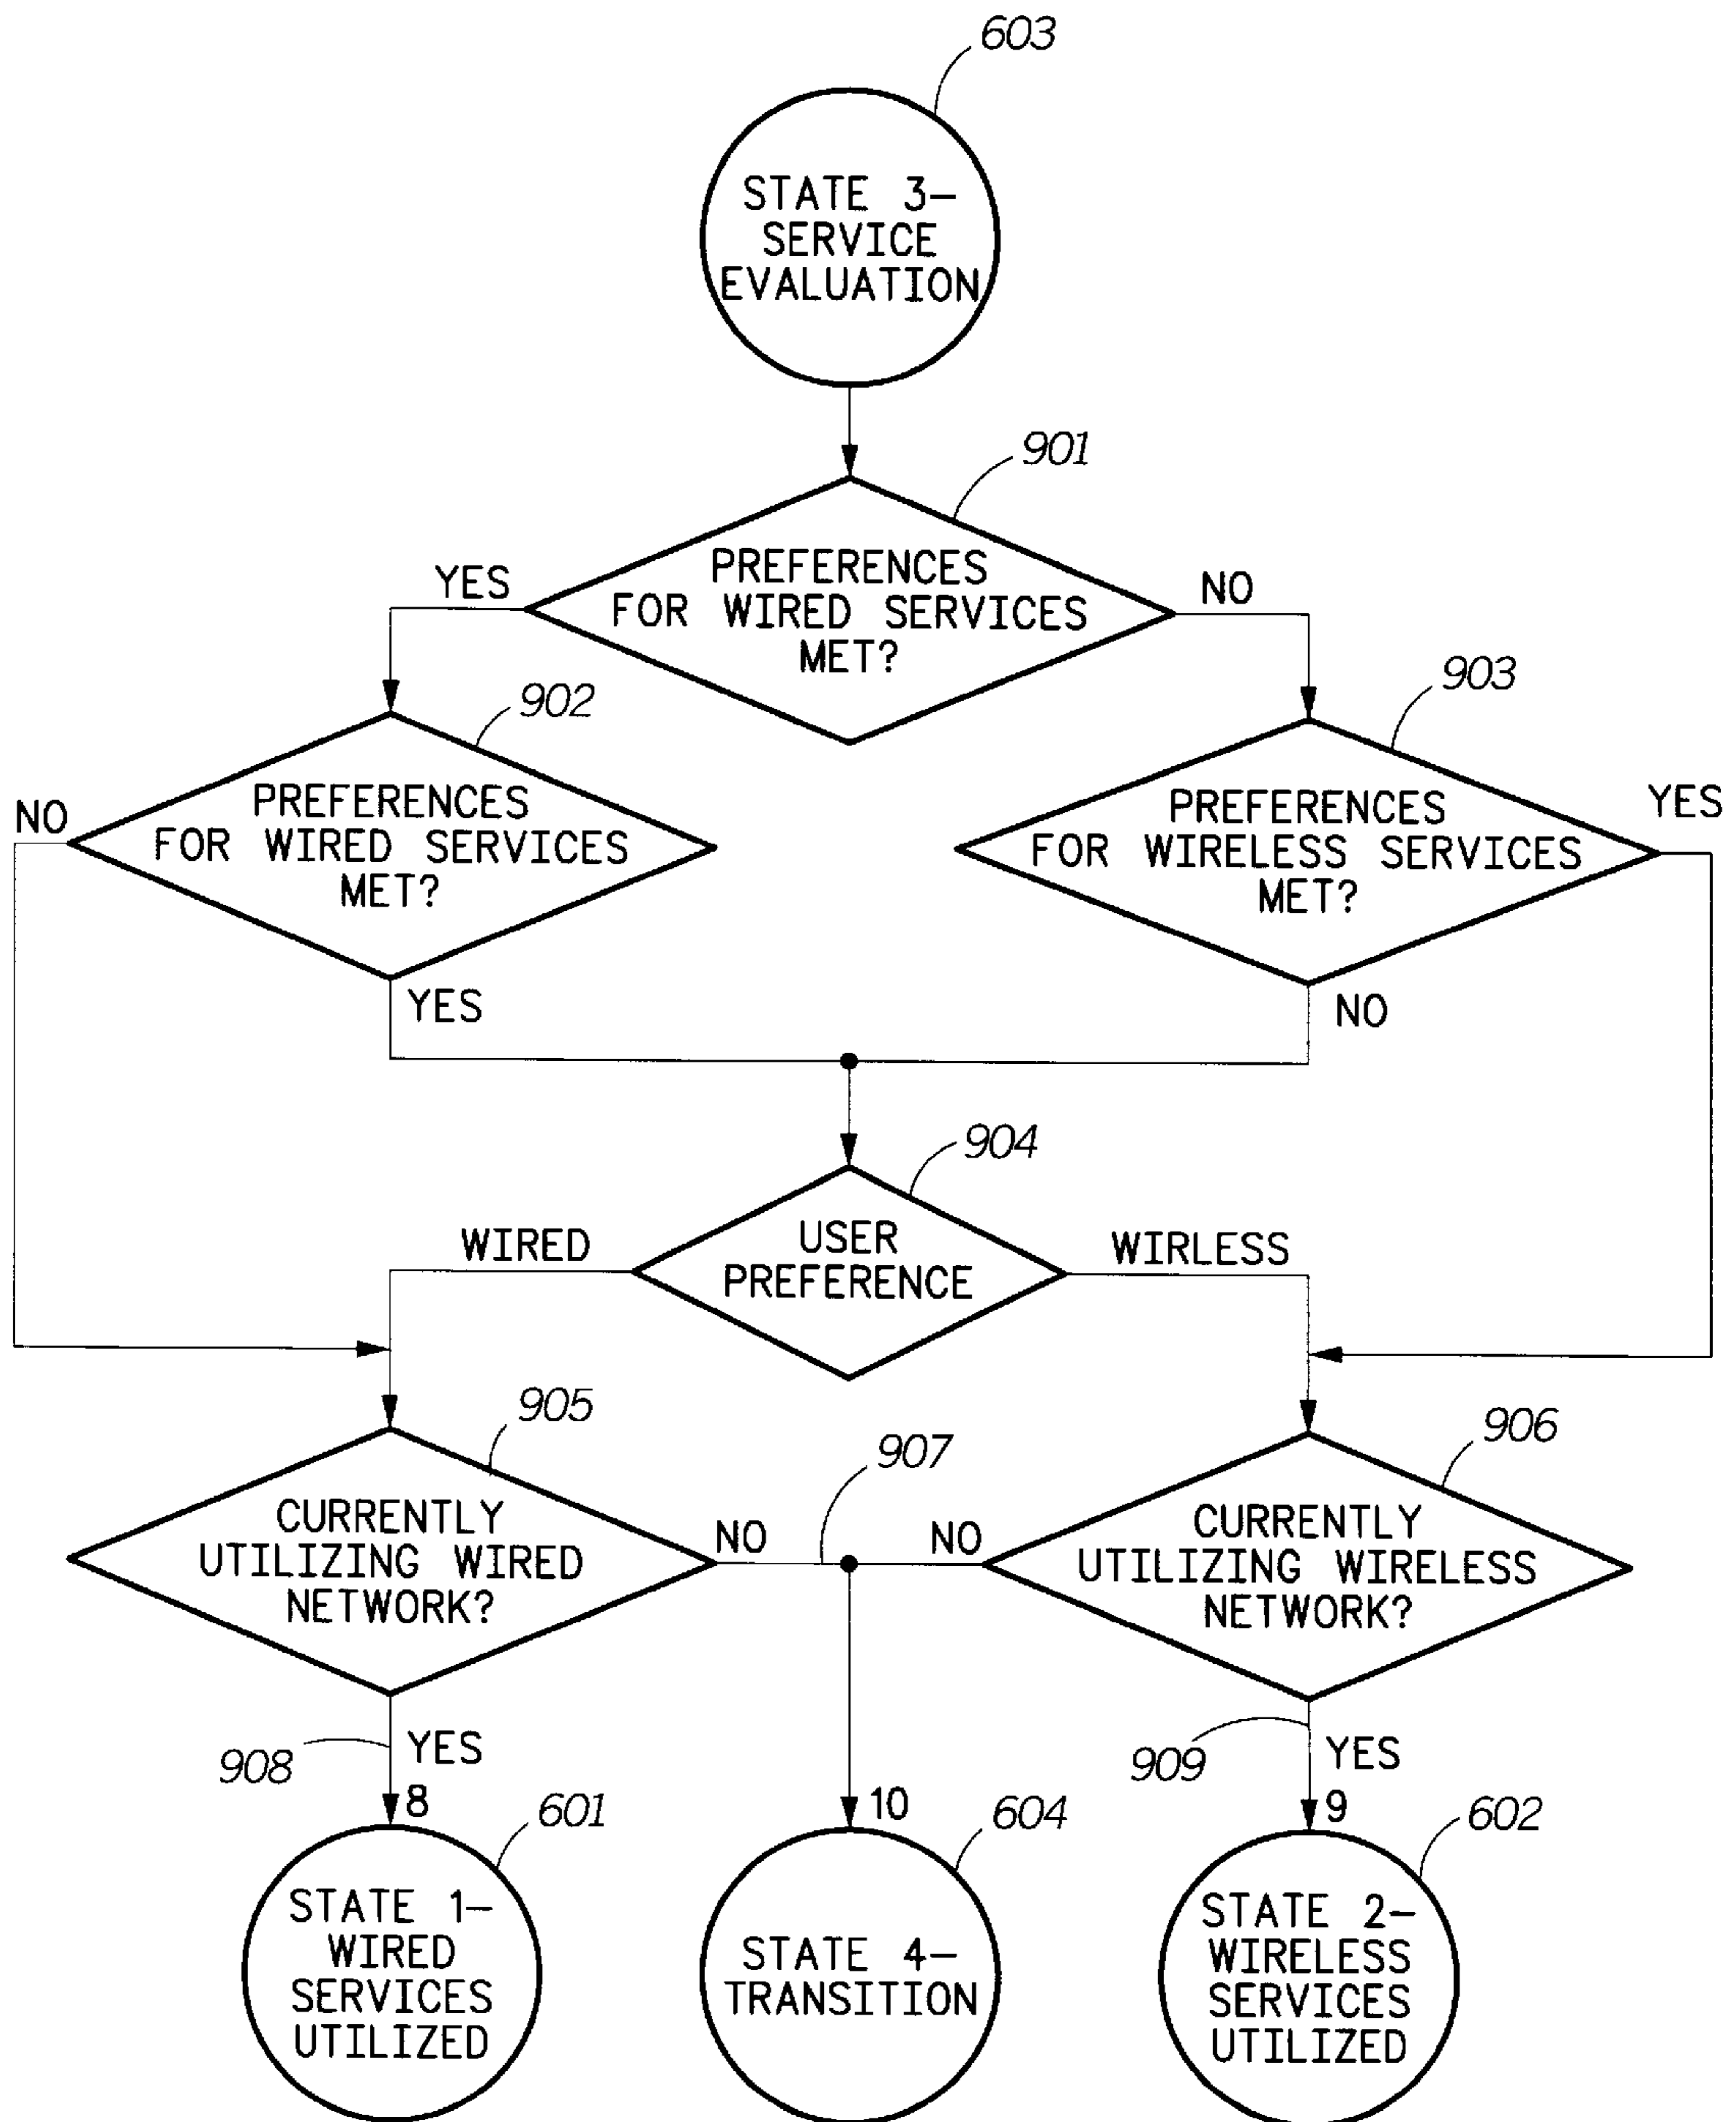 603
STATE 3–
SERVICE
EVALUATION
901
PREFERENCES
FOR WIRED SERVICES
MET?
YES
NO
902
903
PREFERENCES
FOR WIRED SERVICES
MET?
NO
YES
PREFERENCES
FOR WIRELESS SERVICES
MET?
YES
NO
904
USER
PREFERENCE
WIRED
WIRLESS
905
906
907
CURRENTLY
UTILIZING WIRED
NETWORK?
NO
NO
CURRENTLY
UTILIZING WIRELESS
NETWORK?
908
YES
909
YES
8
601
10
604
9
602
STATE 1–
WIRED
SERVICES
UTILIZED
STATE 4–
TRANSITION
STATE 2–
WIRELESS
SERVICES
UTILIZED